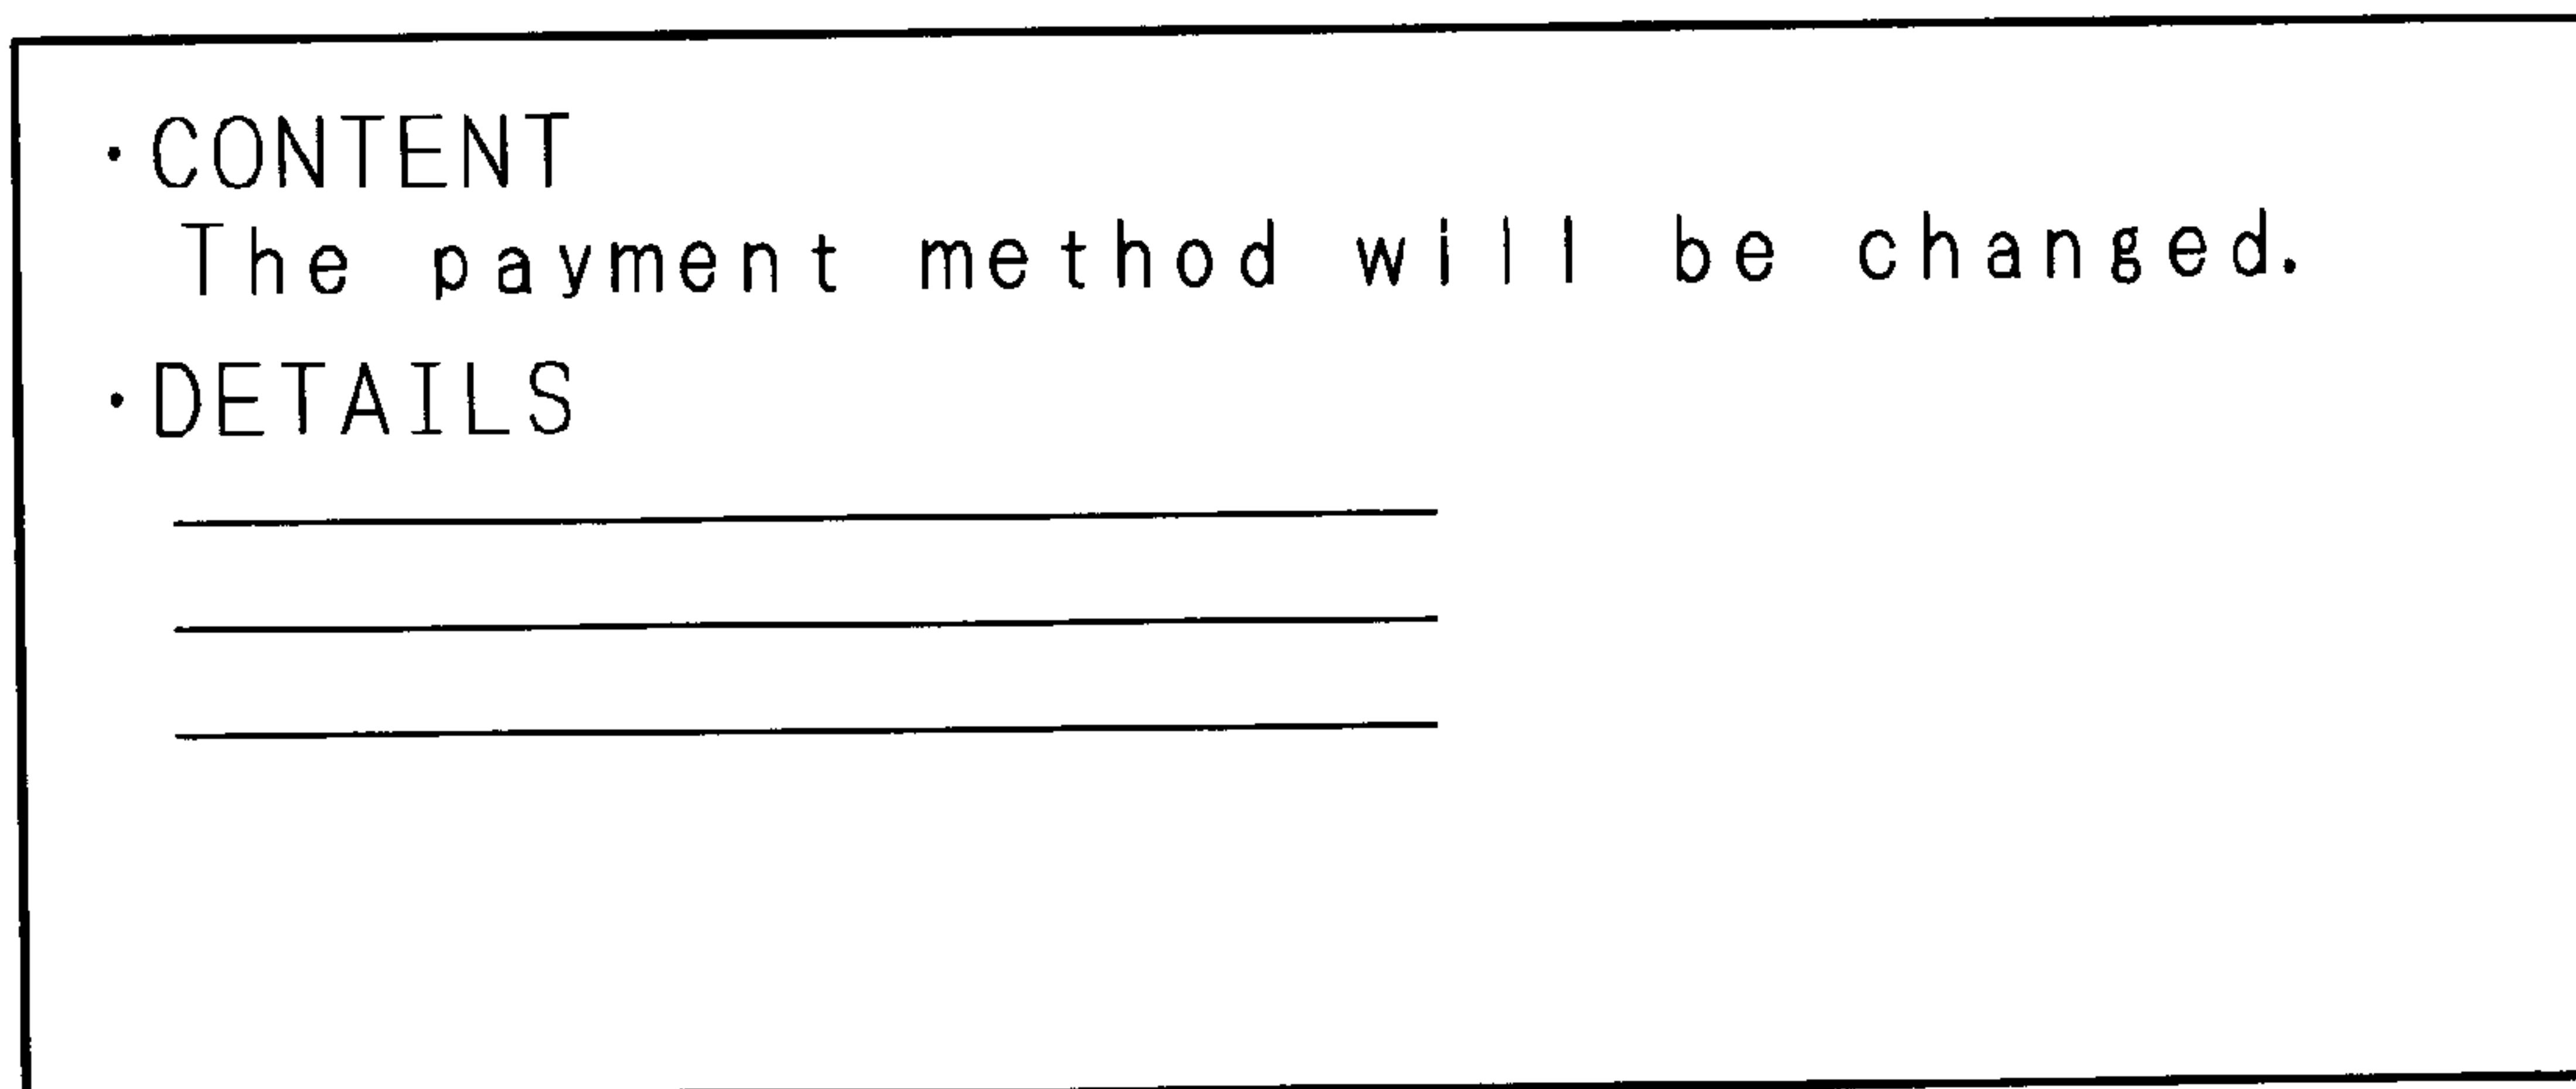 ・CONTENT
The payment method will be changed.
・DETAILS